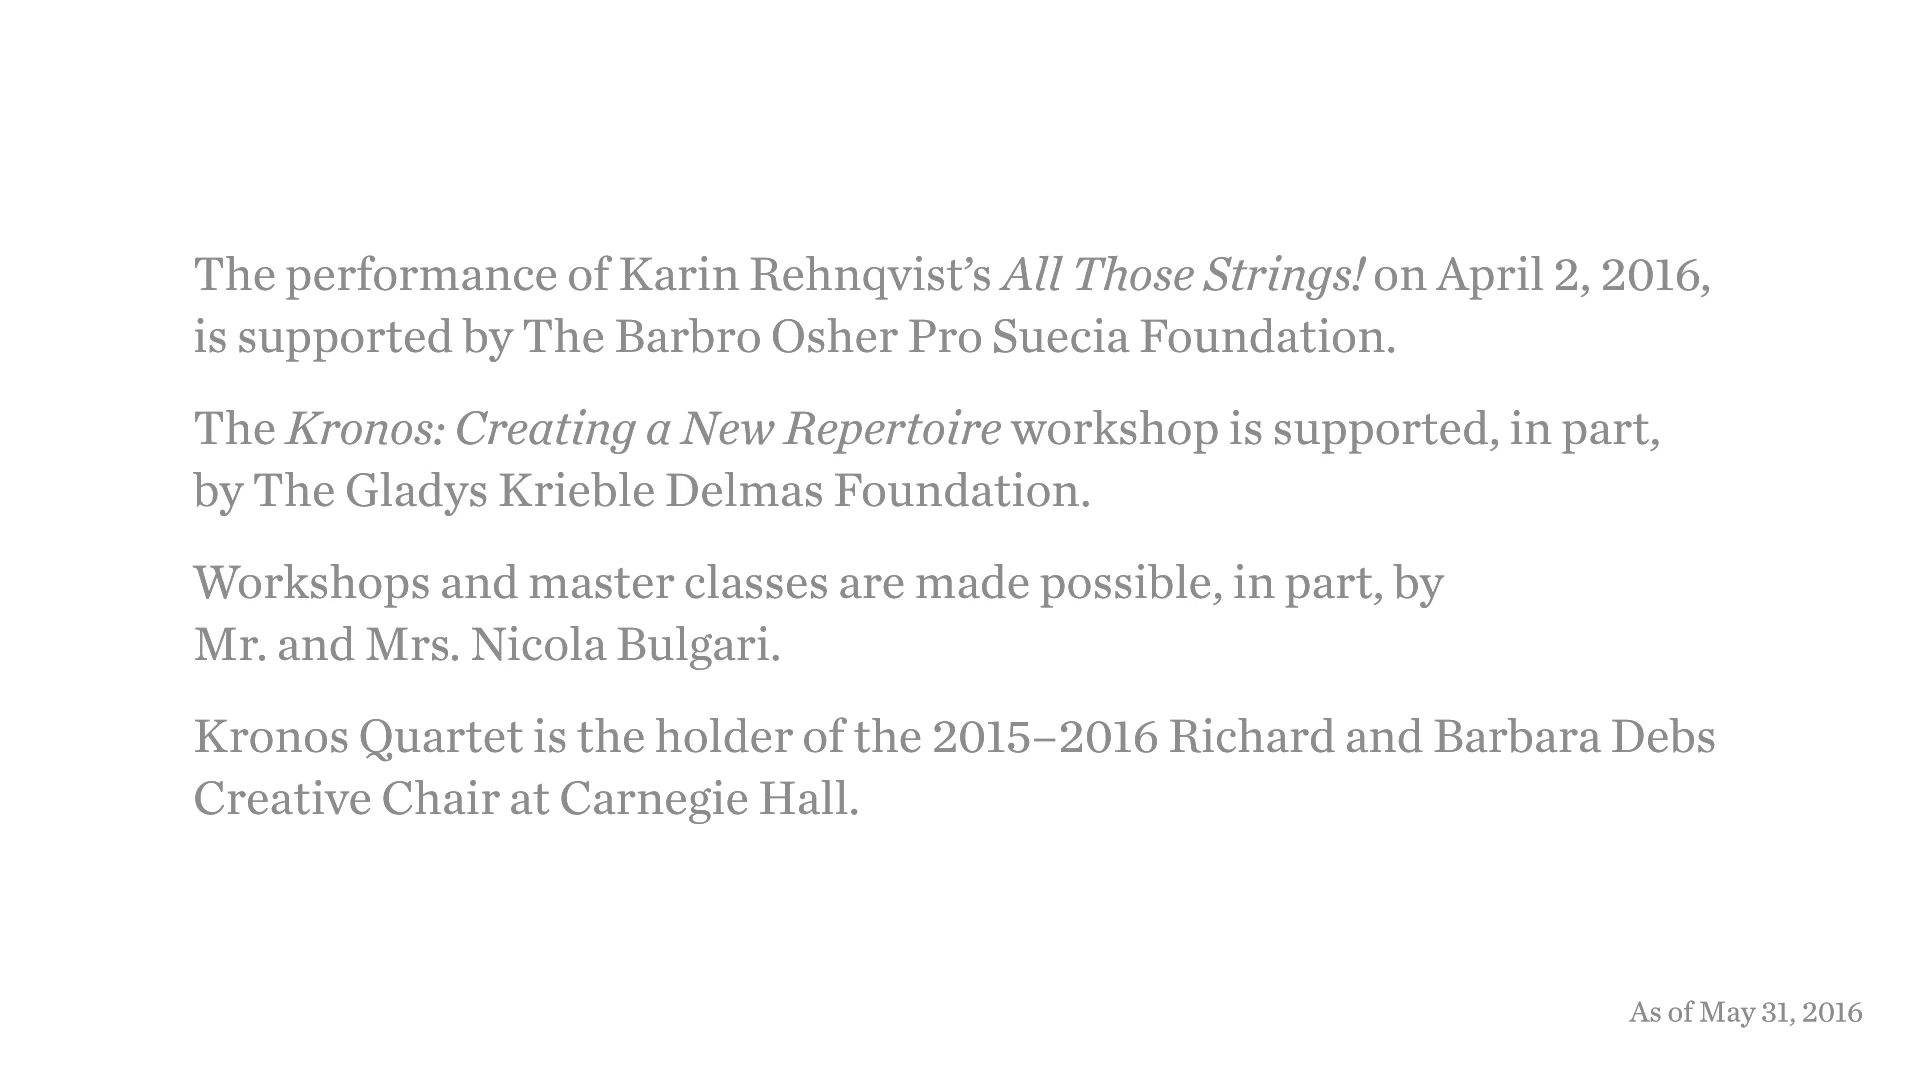 The performance of Karin Rehnqvist’s All Those Strings! on April 2, 2016,
is supported by The Barbro Osher Pro Suecia Foundation.
The Kronos: Creating a New Repertoire workshop is supported, in part,
by The Gladys Krieble Delmas Foundation.
Workshops and master classes are made possible, in part, by
Mr. and Mrs. Nicola Bulgari.
Kronos Quartet is the holder of the 2015–2016 Richard and Barbara Debs
Creative Chair at Carnegie Hall.
As of May 31, 2016